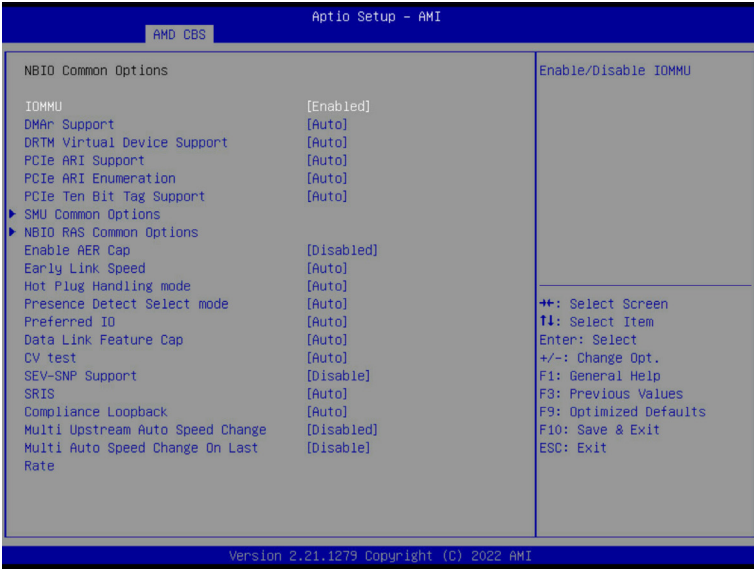 Aptio Setup – AMI
AMD CBS
NBIO Common Options
Enable/Disable IOMMU
IOMMU [Enabled]
DMAr Support [Auto]
DRTM Virtual Device Support [Auto]
PCIe ARI Support [Auto]
PCIe ARI Enumeration [Auto]
PCIe Ten Bit Tag Support [Auto]
SMU Common Options
NBIO RAS Common Options
Enable AER Cap [Disabled]
Early Link Speed [Auto]
Hot Plug Handling mode [Auto]
Presence Detect Select mode [Auto]
Preferred IO [Auto]
Data Link Feature Cap [Auto]
CV test [Auto]
SEV-SNP Support [Disable]
SRIS [Auto]
Compliance Loopback [Auto]
Multi Upstream Auto Speed Change [Disabled]
Multi Auto Speed Change On Last [Disable]
Rate
→←: Select Screen
↑↓: Select Item
Enter: Select
+/-: Change Opt.
F1: General Help
F3: Previous Values
F9: Optimized Defaults
F10: Save & Exit
ESC: Exit
Version 2.21.1279 Copyright (C) 2022 AMI